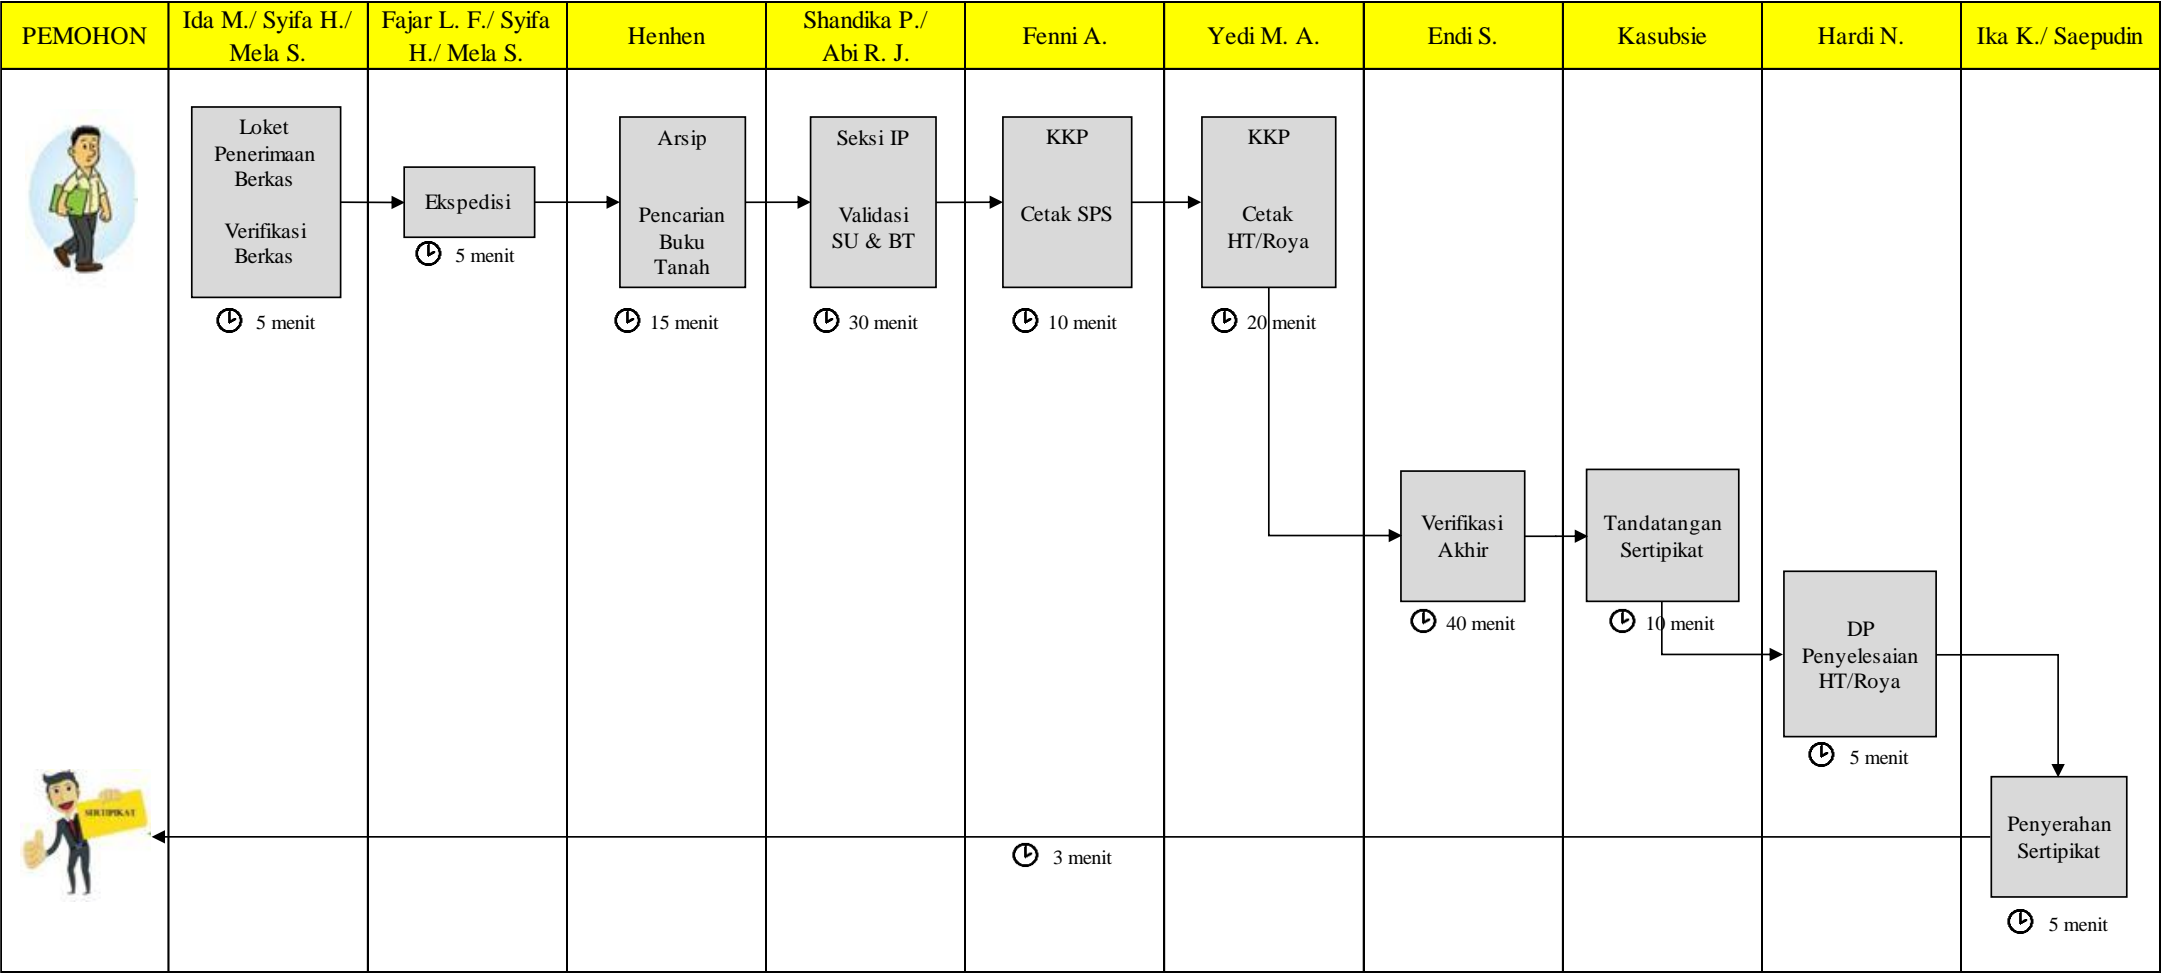 PEMOHON
Ida M./ Syifa H./
Mela S.
Fajar L. F./ Syifa
H./ Mela S.
Henhen
Shandika P./
Abi R. J.
Fenni A.
Yedi M. A.
Endi S.
Kasubsie
Hardi N.
Ika K./ Saepudin
Loket
Penerimaan
Berkas
Verifikasi
Berkas
5 menit
Ekspedisi
5 menit
Arsip
Pencarian
Buku
Tanah
15 menit
Seksi IP
Validasi
SU & BT
30 menit
KKP
Cetak SPS
10 menit
KKP
Cetak
HT/Roya
20 menit
Verifikasi
Akhir
40 menit
Tandatangan
Sertipikat
10 menit
DP
Penyelesaian
HT/Roya
5 menit
Penyerahan
Sertipikat
5 menit
3 menit
SERTIPIKAT